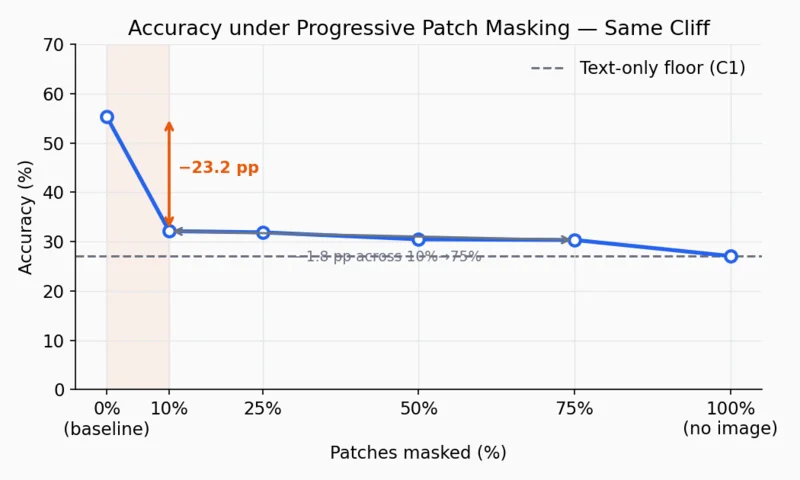 Accuracy under Progressive Patch Masking — Same Cliff
70
60
50
40
30
20
10
0
Accuracy (%)
Text-only floor (C1)
−23.2 pp
−1.8 pp across 10%→75%
0% 10% 25% 50% 75% 100%
(baseline) (no image)
Patches masked (%)